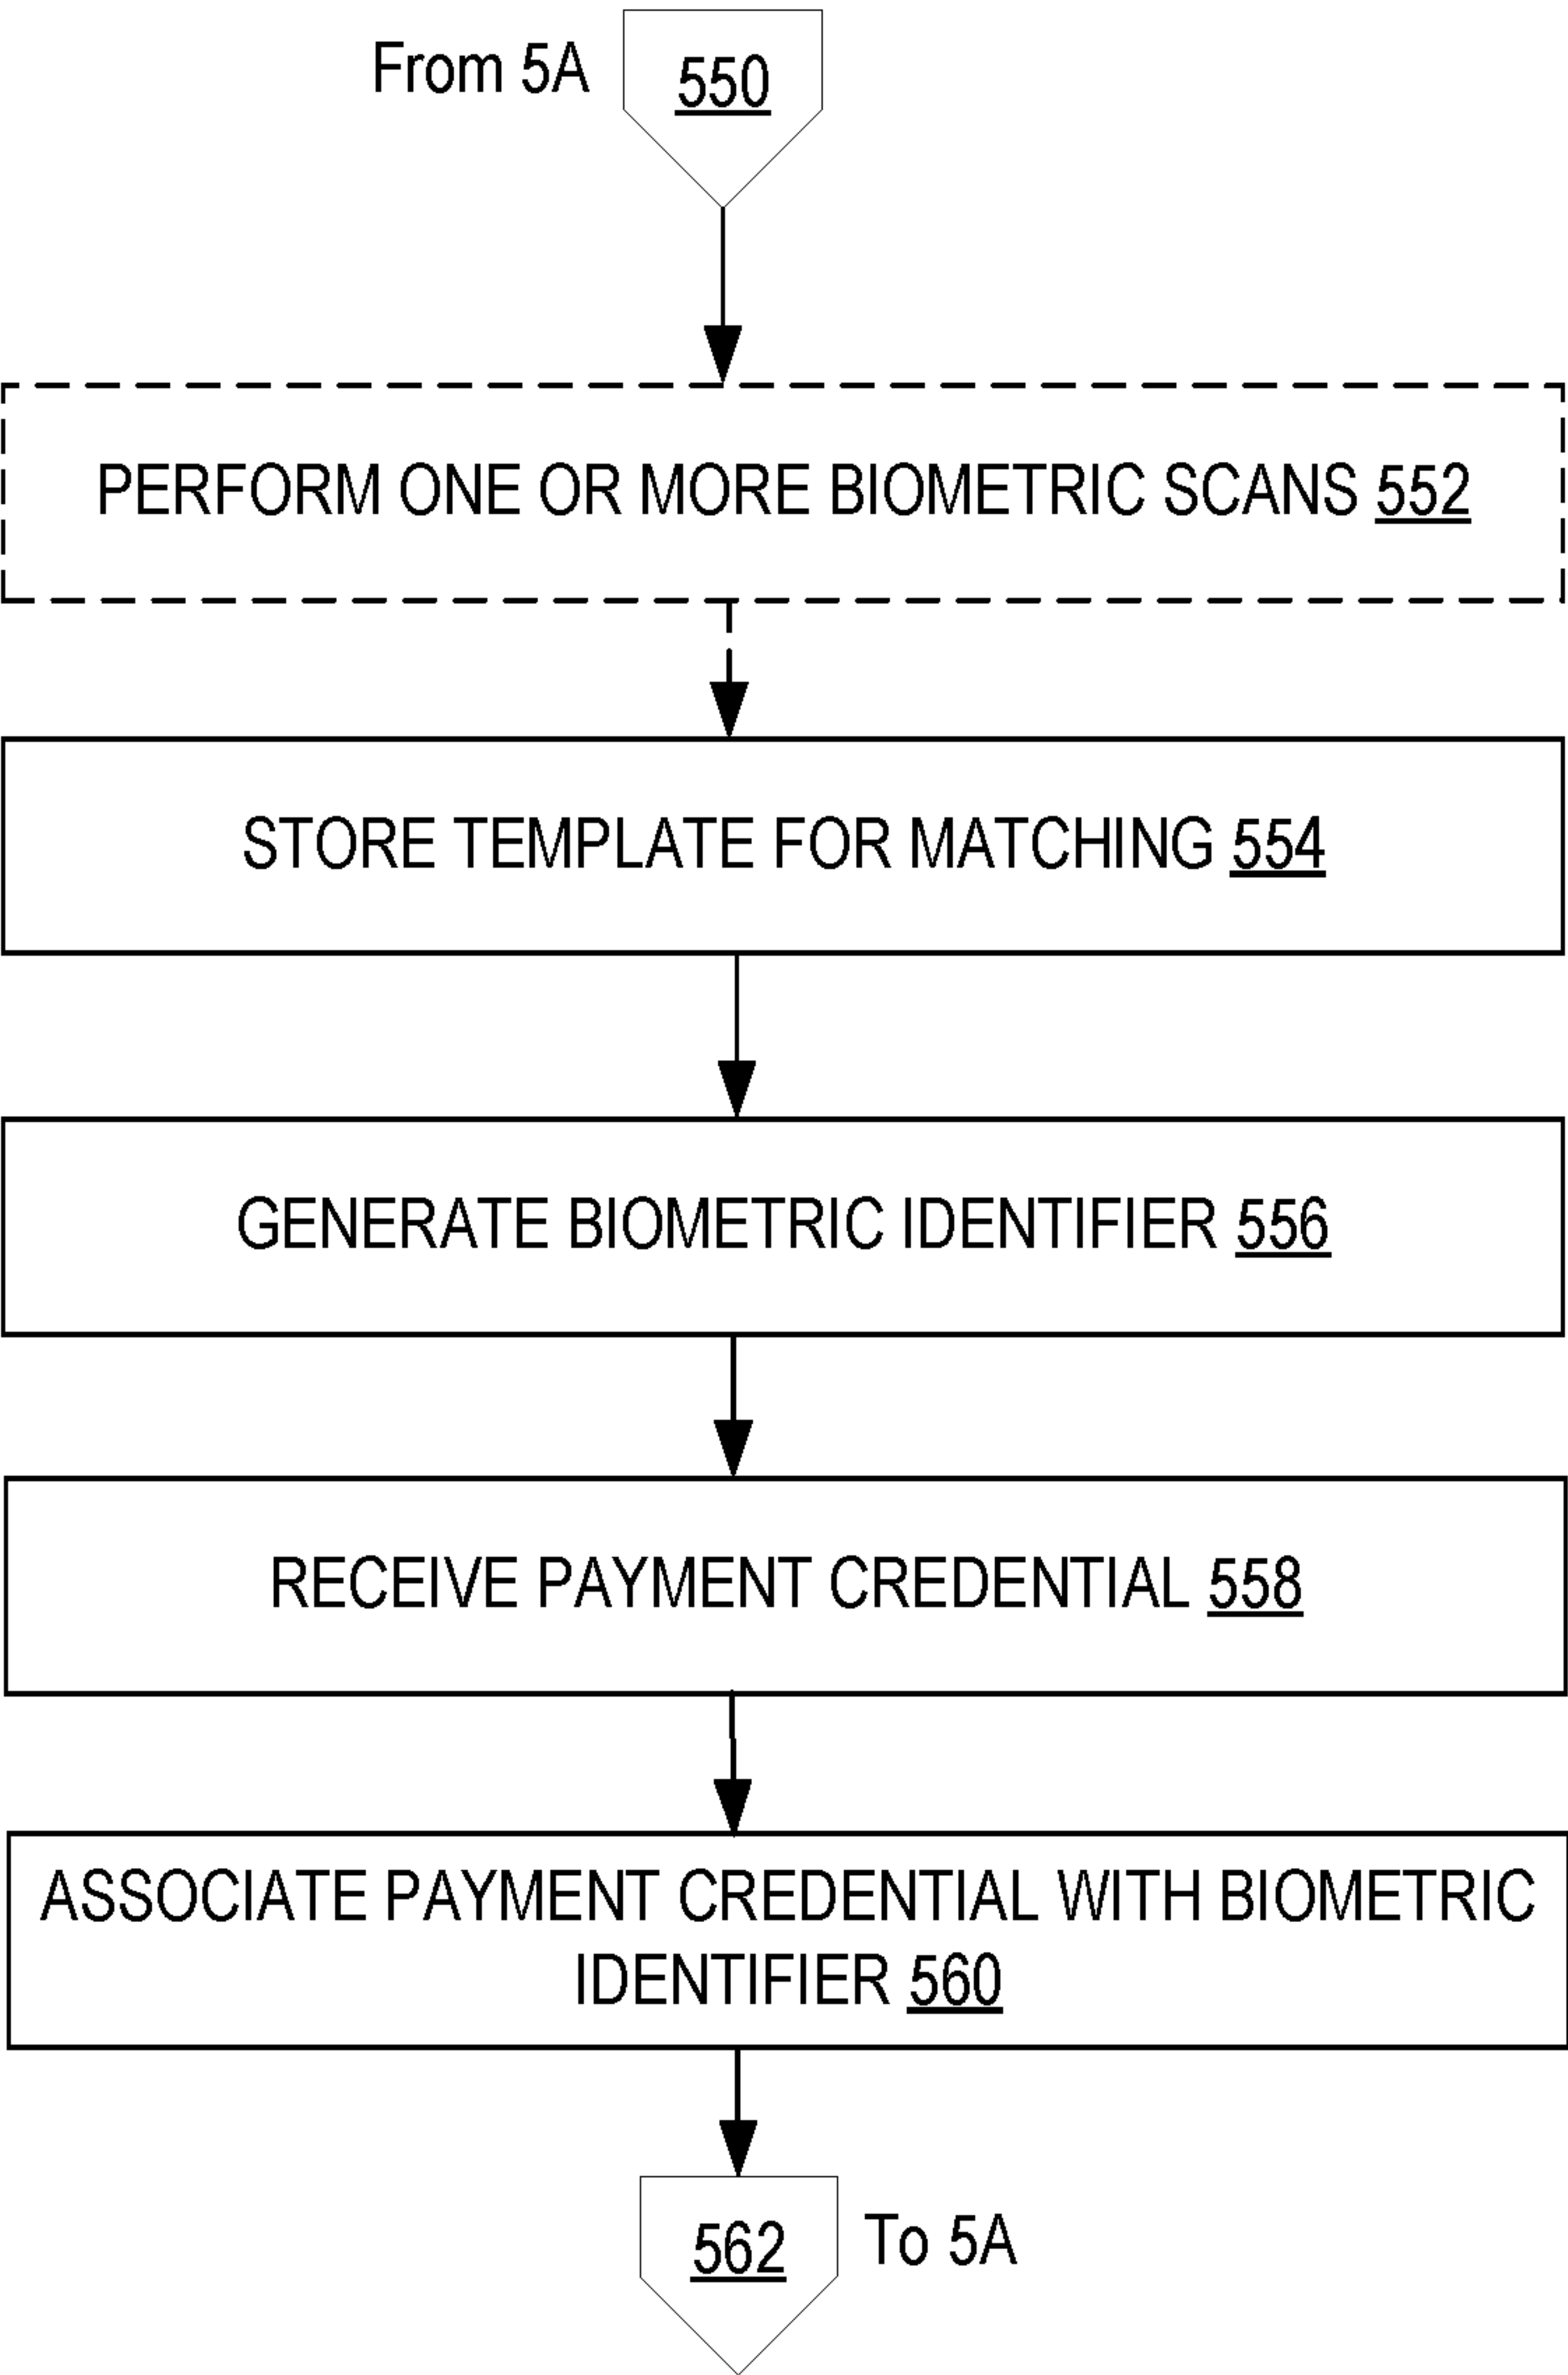 From 5A
550
PERFORM ONE OR MORE BIOMETRIC SCANS 552
STORE TEMPLATE FOR MATCHING 554
GENERATE BIOMETRIC IDENTIFIER 556
RECEIVE PAYMENT CREDENTIAL 558
ASSOCIATE PAYMENT CREDENTIAL WITH BIOMETRIC
IDENTIFIER 560
562
To 5A